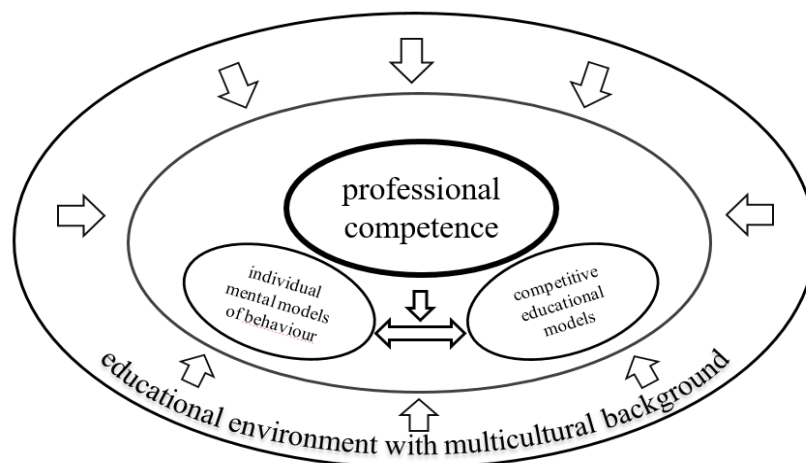 professional
competence
individual
mental models
of behaviour
competitive
educational
models
educational environment with multicultural background